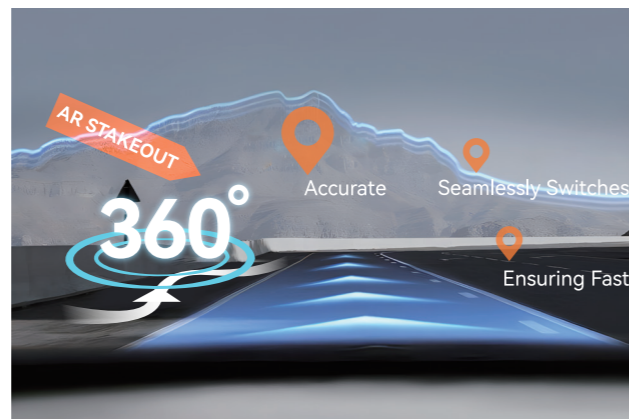 AR STAKEOUT
360°
Accurate
Seamlessly Switches
Ensuring Fast